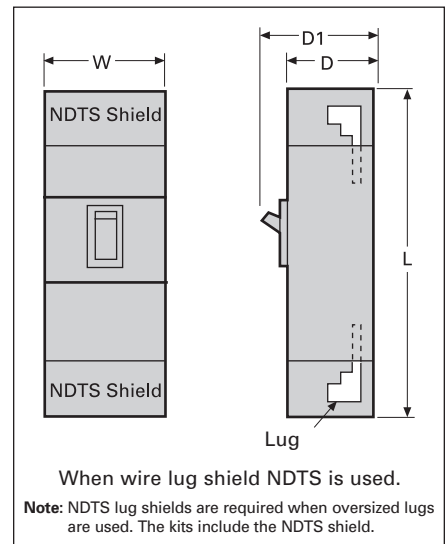 D1
W
D
NDTS Shield
L
NDTS Shield
Lug
When wire lug shield NDTS is used.
Note: NDTS lug shields are required when oversized lugs
are used. The kits include the NDTS shield.